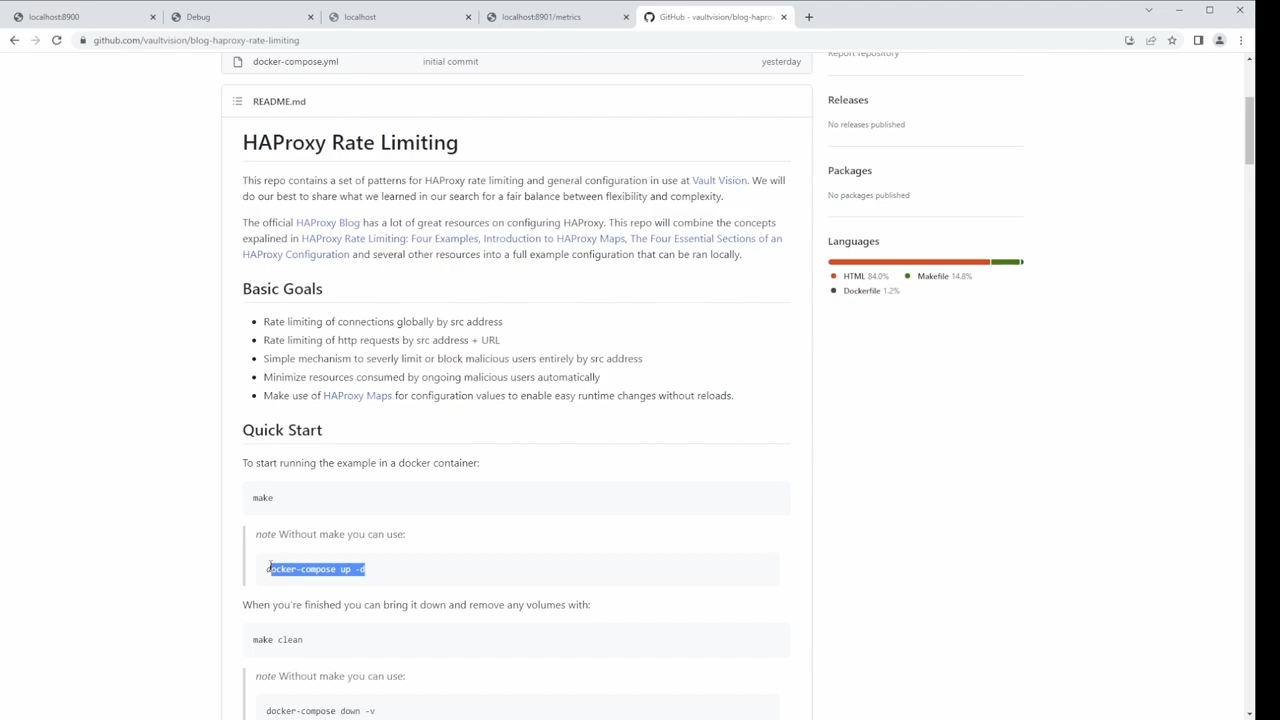 localhost:8900
Debug
localhost
localhost:8901/metrics
GitHub - vaultvision/blog-haprox
github.com/vaultvision/blog-haproxy-rate-limiting
docker-compose.yml
initial commit
yesterday
Report repository
README.md
Releases
No releases published
HAProxy Rate Limiting
This repo contains a set of patterns for HAProxy rate limiting and general configuration in use at Vault Vision. We will
do our best to share what we learned in our search for a fair balance between flexibility and complexity.
Packages
No packages published
The official HAProxy Blog has a lot of great resources on configuring HAProxy. This repo will combine the concepts
expalined in HAProxy Rate Limiting: Four Examples, Introduction to HAProxy Maps, The Four Essential Sections of an
HAProxy Configuration and several other resources into a full example configuration that can be ran locally.
Languages
HTML 84.0%
Makefile 14.8%
Dockerfile 1.2%
Basic Goals
Rate limiting of connections globally by src address
Rate limiting of http requests by src address + URL
Simple mechanism to severly limit or block malicious users entirely by src address
Minimize resources consumed by ongoing malicious users automatically
Make use of HAProxy Maps for configuration values to enable easy runtime changes without reloads.
Quick Start
To start running the example in a docker container:
make
note Without make you can use:
docker-compose up -d
When you're finished you can bring it down and remove any volumes with:
make clean
note Without make you can use:
docker-compose down -v